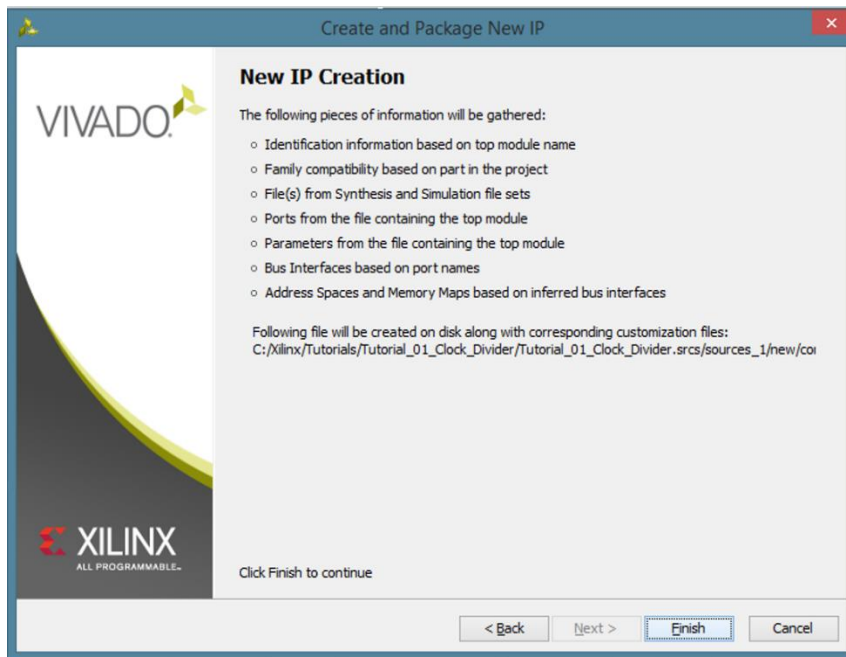 Create and Package New IP
VIVADO.
New IP Creation
The following pieces of information will be gathered:
Identification information based on top module name
Family compatibility based on part in the project
File(s) from Synthesis and Simulation file sets
Ports from the file containing the top module
Parameters from the file containing the top module
Bus Interfaces based on port names
Address Spaces and Memory Maps based on inferred bus interfaces
Following file will be created on disk along with corresponding customization files:
C:/Xilinx/Tutorials/Tutorial_01_Clock_Divider/Tutorial_01_Clock_Divider.srcs/sources_1/new/co
XILINX
ALL PROGRAMMABLE™
Click Finish to continue
< Back Next > Finish Cancel